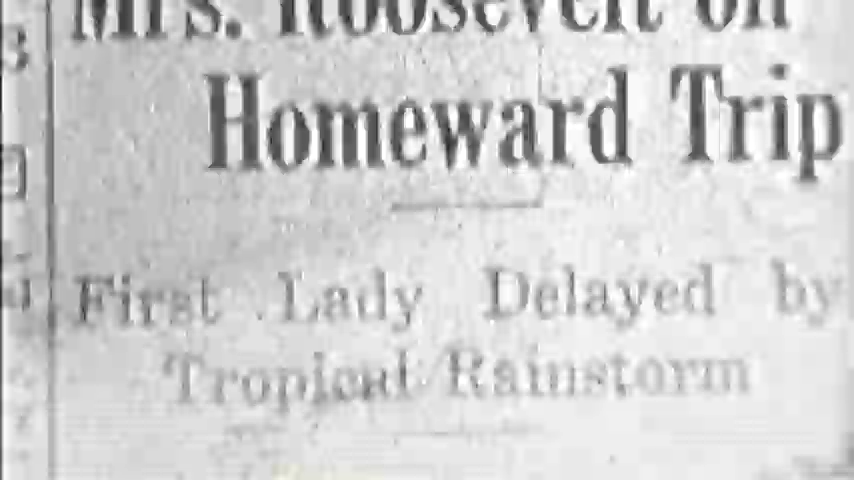 Mrs. Roosevelt on
Homeward Trip
First Lady Delayed by
Tropical Rainstorm